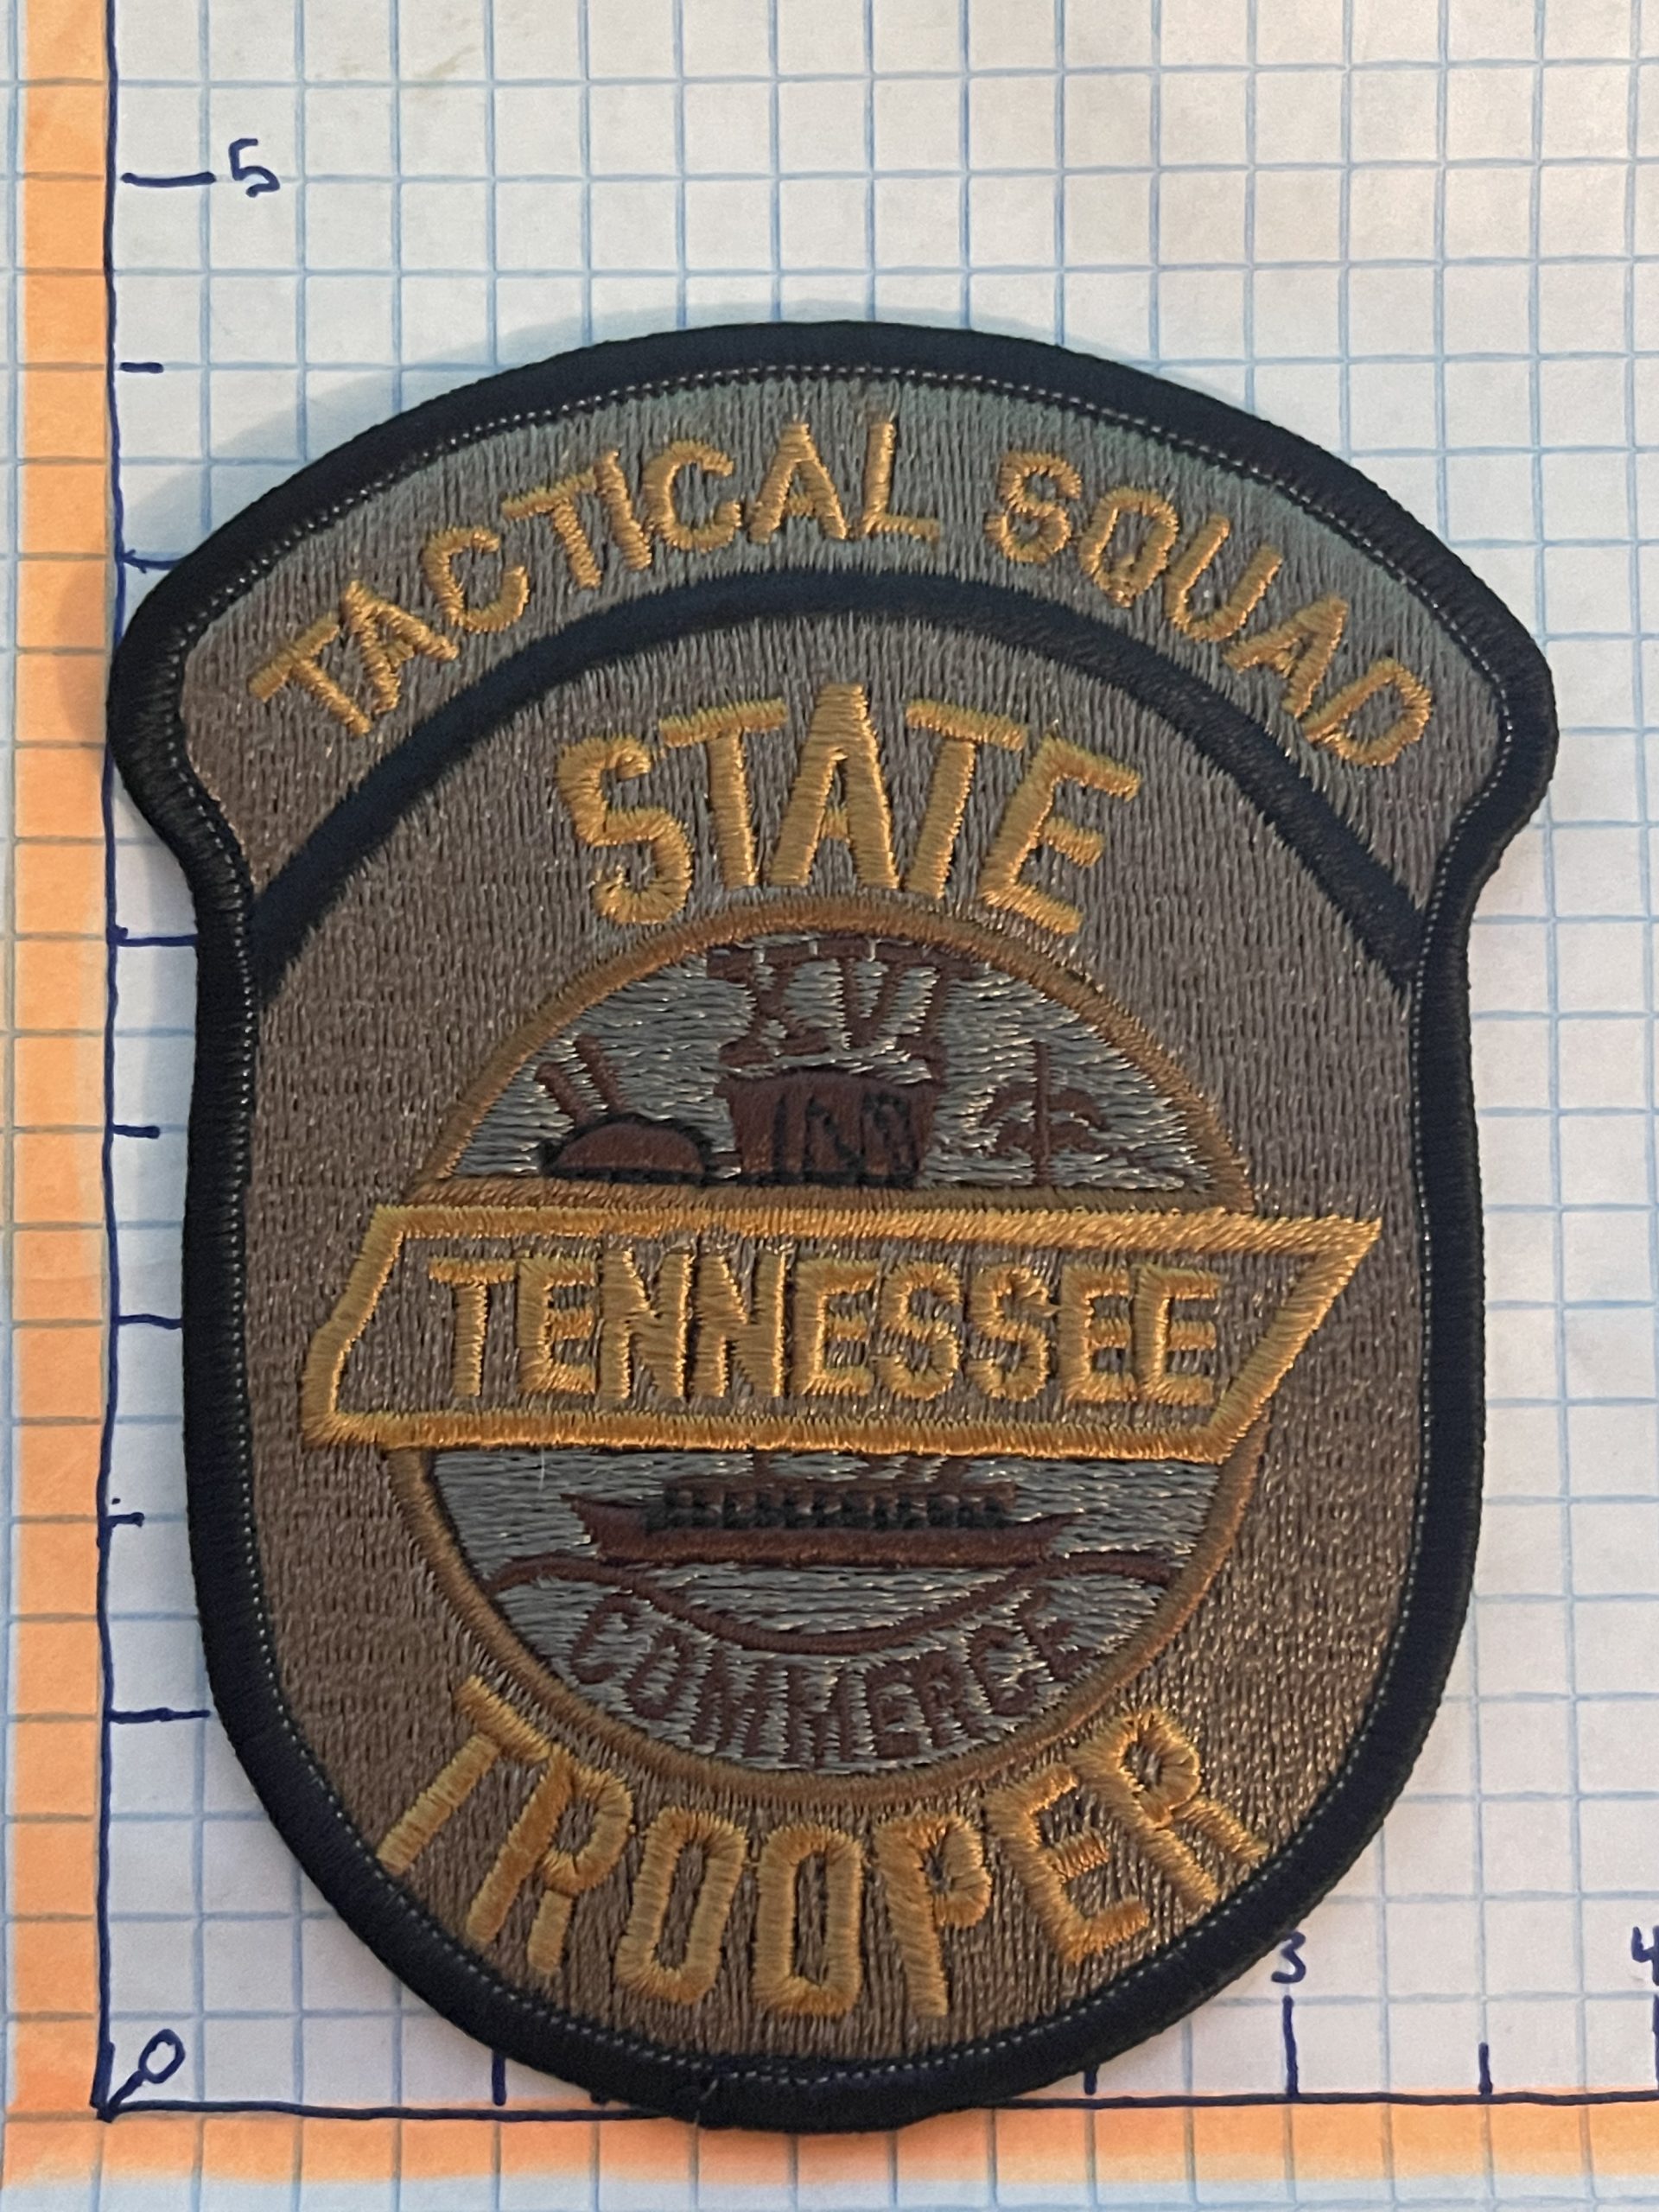 5
TACTICAL SQUAD
STATE
XVI
TENNESSEE
COMMERCE
TROOPER
3
4
0